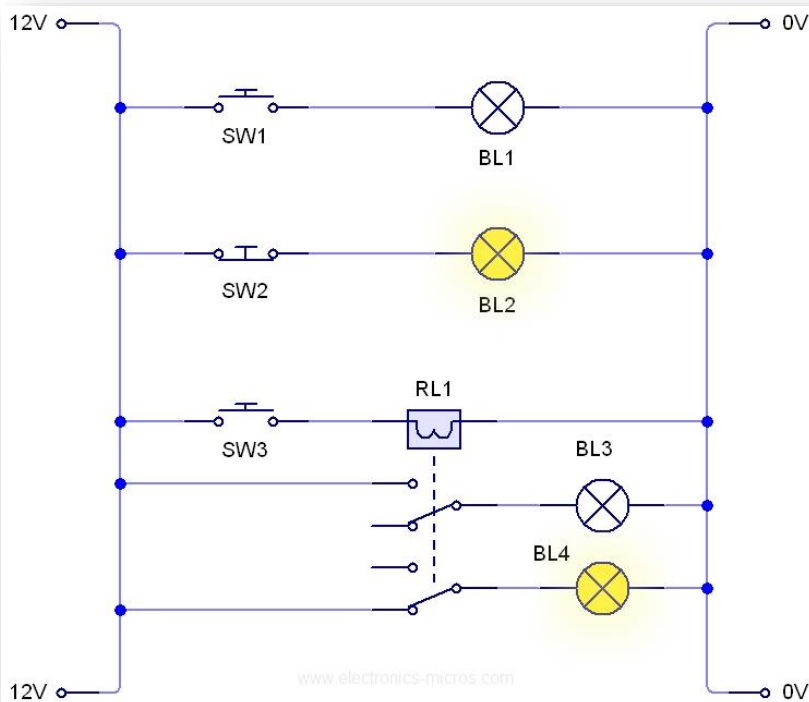 12V
0V
SW1
BL1
SW2
BL2
RL1
SW3
BL3
BL4
www.electronics-micros.com
12V
0V